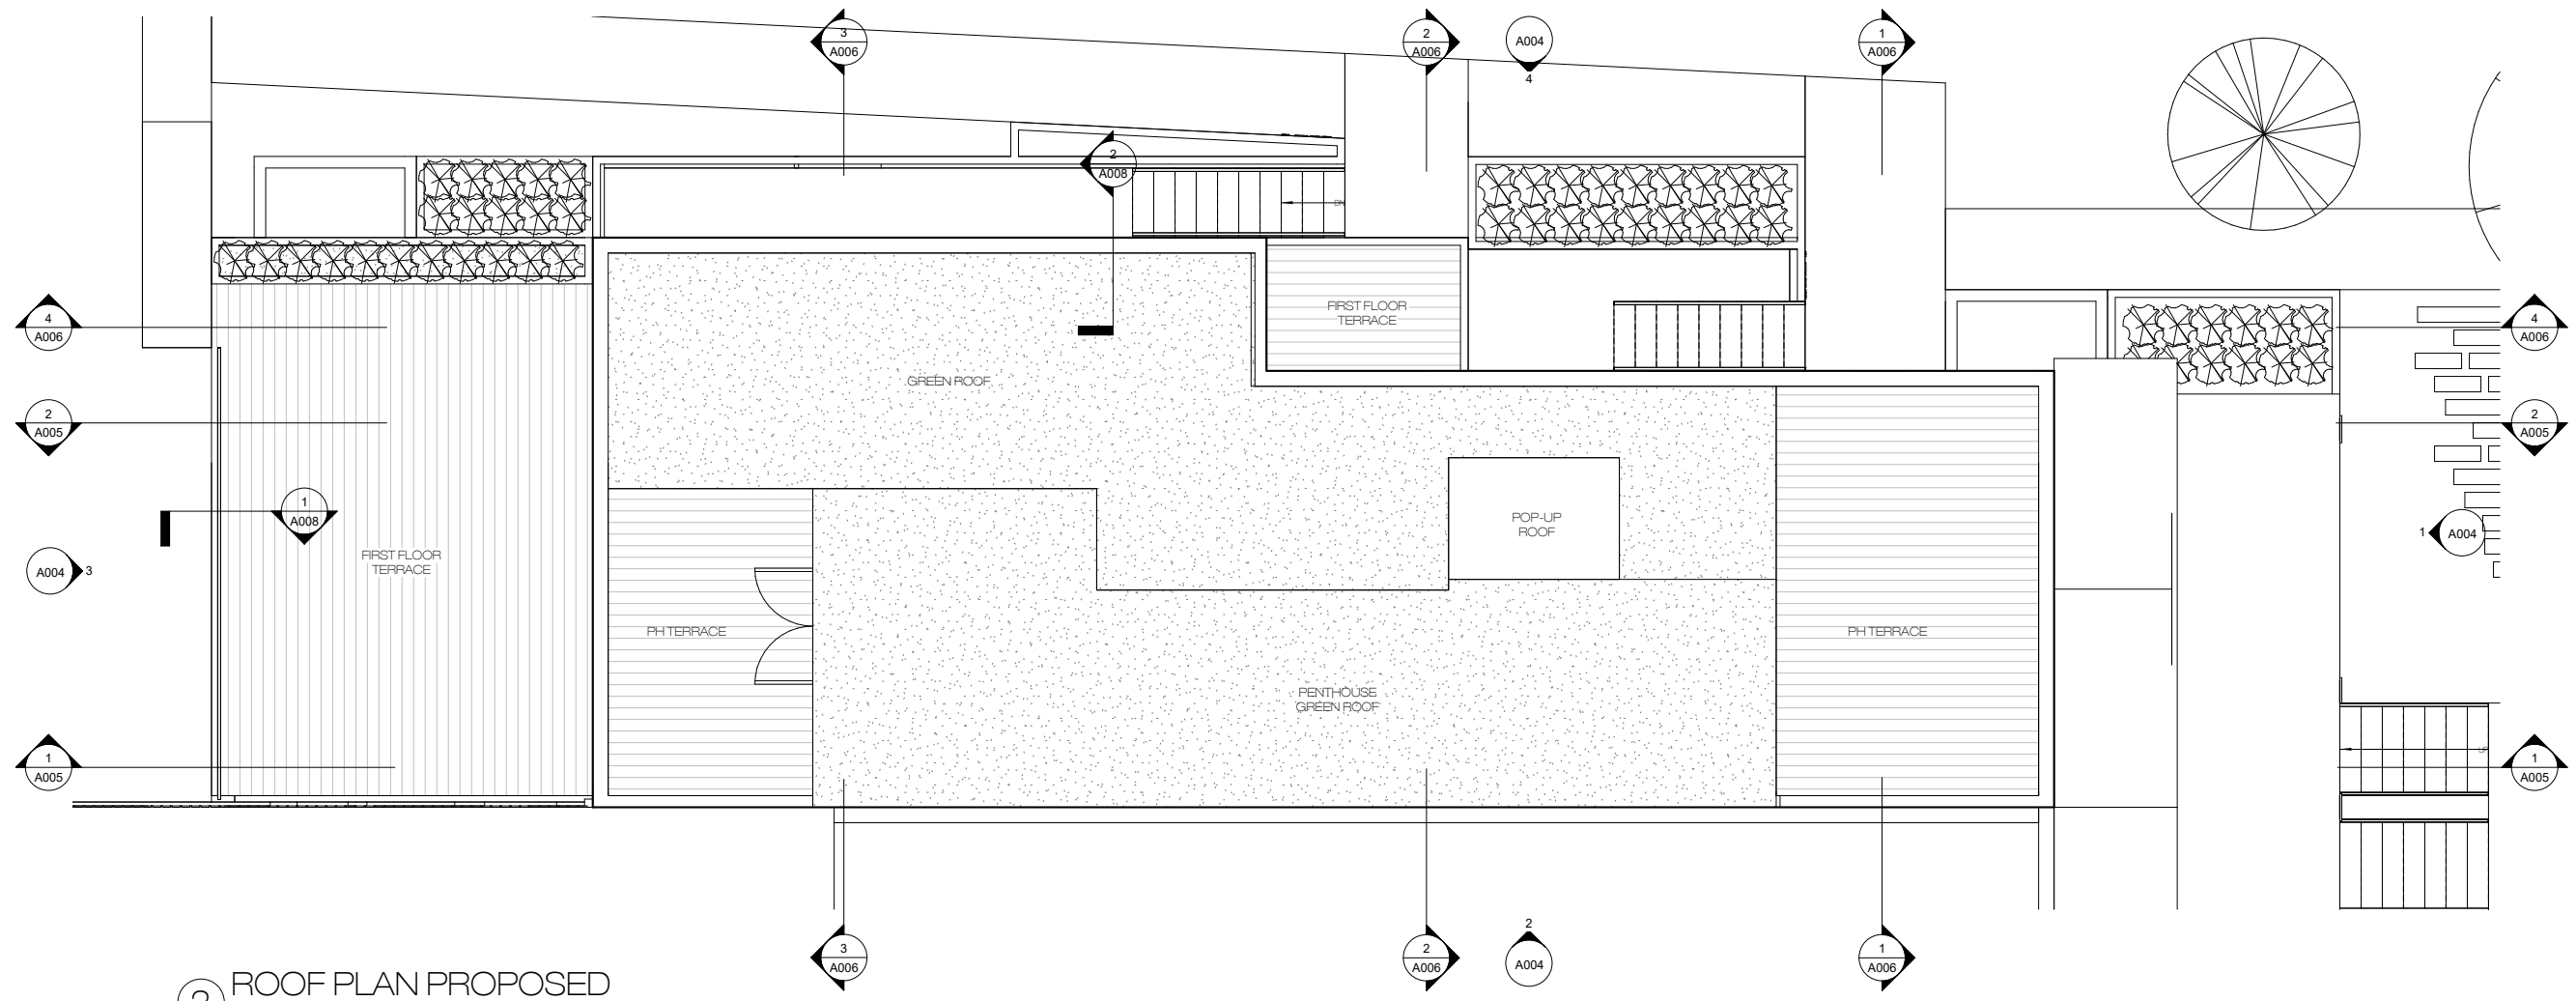 3
A006
2
A006
A004
4
1
A006
2
A008
DN
4
A006
FIRST FLOOR
TERRACE
4
A006
GREEN ROOF
2
A005
2
A005
1
A008
POP-UP
ROOF
1 A004
FIRST FLOOR
TERRACE
A004 3
PH TERRACE
PH TERRACE
PENTHOUSE
GREEN ROOF
1
A005
1
A005
3
A006
2
A006
2
A004
1
A006
2 ROOF PLAN PROPOSED